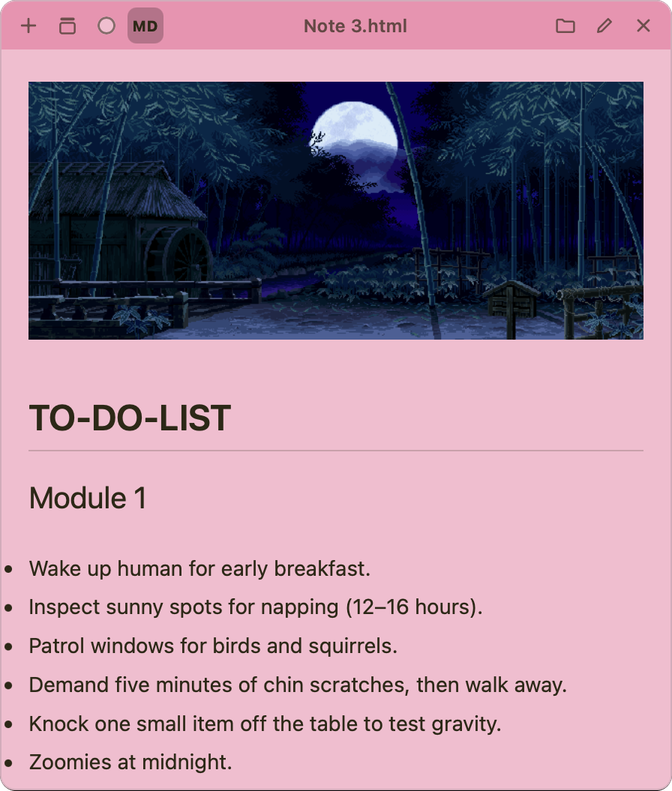 MD
Note 3.html
TO-DO-LIST
Module 1
Wake up human for early breakfast.
Inspect sunny spots for napping (12–16 hours).
Patrol windows for birds and squirrels.
Demand five minutes of chin scratches, then walk away.
Knock one small item off the table to test gravity.
Zoomies at midnight.